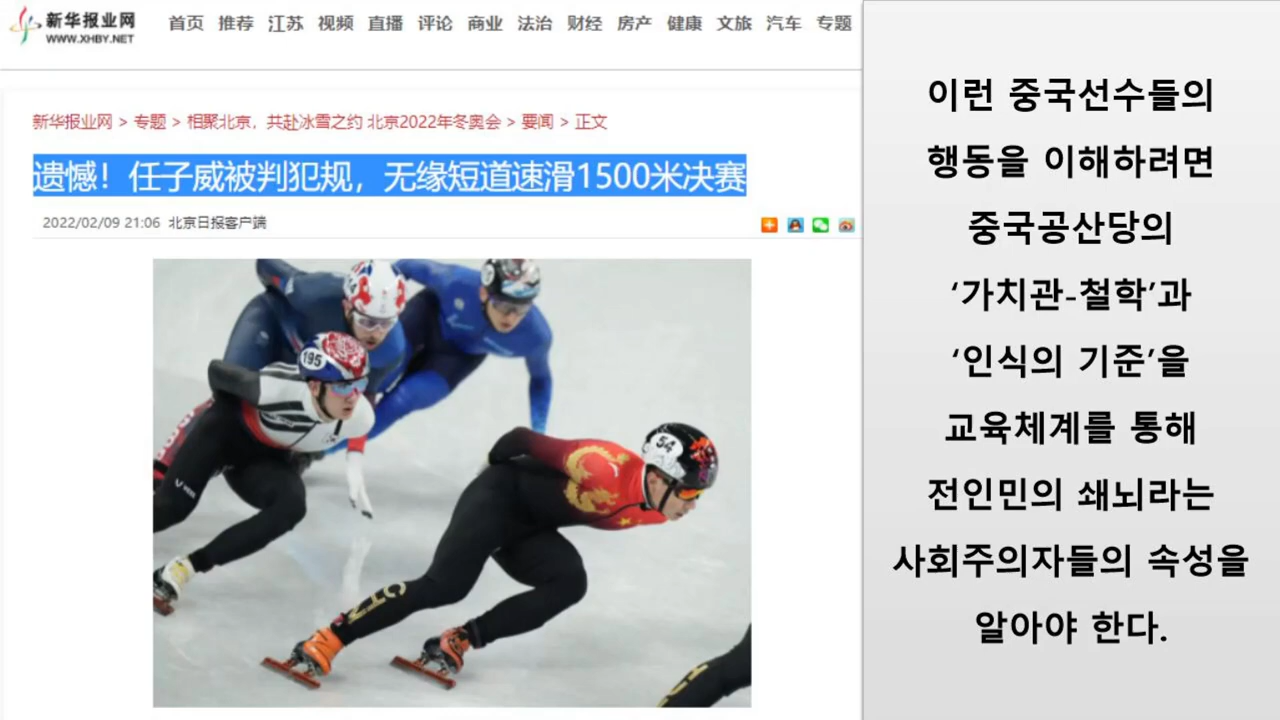 新华报业网
WWW.XHBY.NET
首页 推荐 江苏 视频 直播 评论 商业 法治 财经 房产 健康 文旅 汽车 专题
新华报业网 > 专题 > 相聚北京，共赴冰雪之约 北京2022年冬奥会 > 要闻 > 正文
遗憾！任子威被判犯规，无缘短道速滑1500米决赛
2022/02/09 21:06 北京日报客户端
195
54
CHN
이런 중국선수들의
행동을 이해하려면
중국공산당의
‘가치관-철학’과
‘인식의 기준’을
교육체계를 통해
전인민의 쇄뇌라는
사회주의자들의 속성을
알아야 한다.